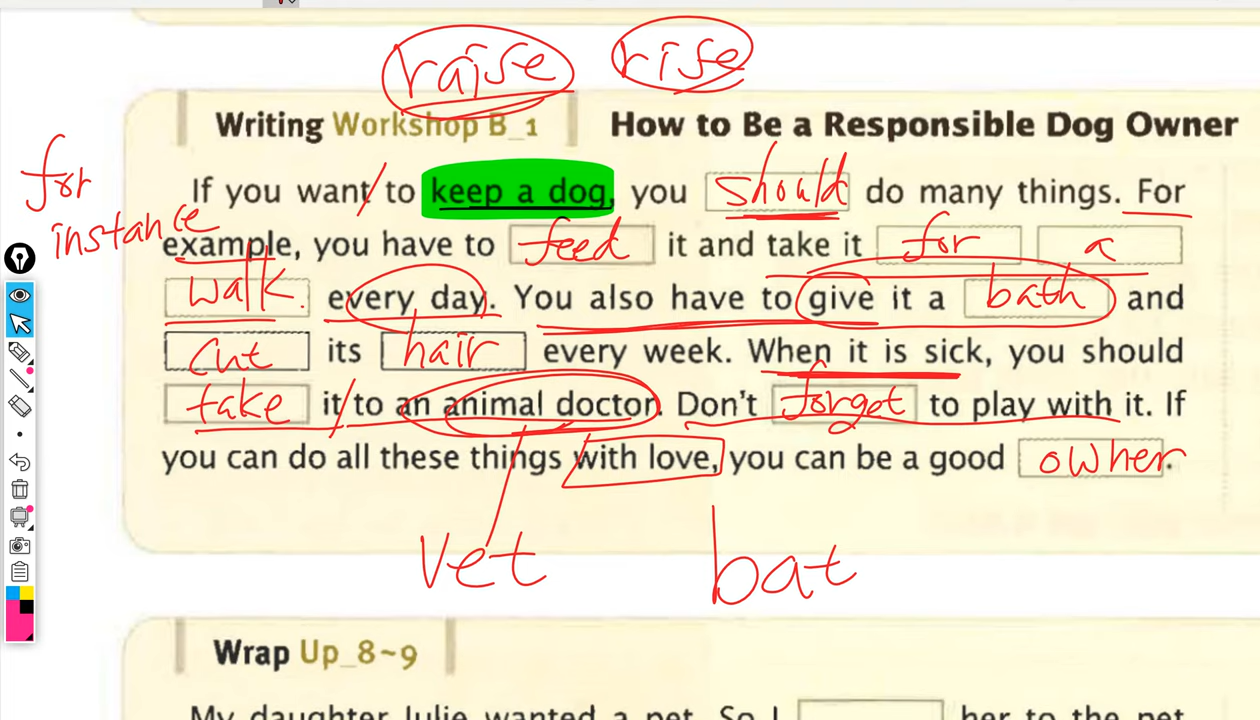 raise rise
Writing Workshop B_1 How to Be a Responsible Dog Owner
for If you want to keep a dog, you should do many things. For
instance example, you have to feed it and take it for a
walk every day. You also have to give it a bath and
cut its hair every week. When it is sick, you should
take it to an animal doctor. Don't forget to play with it. If
you can do all these things with love, you can be a good owner.
vet bat
Wrap Up_8~9
My daughter Julie wanted a pet. So I her to the pet